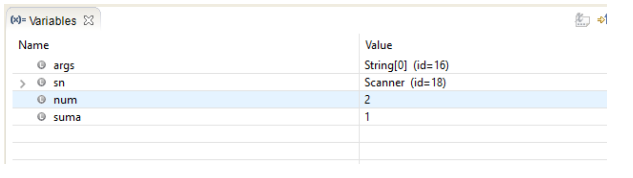 (x)= Variables
Name Value
args String[0] (id=16)
sn Scanner (id=18)
num 2
suma 1